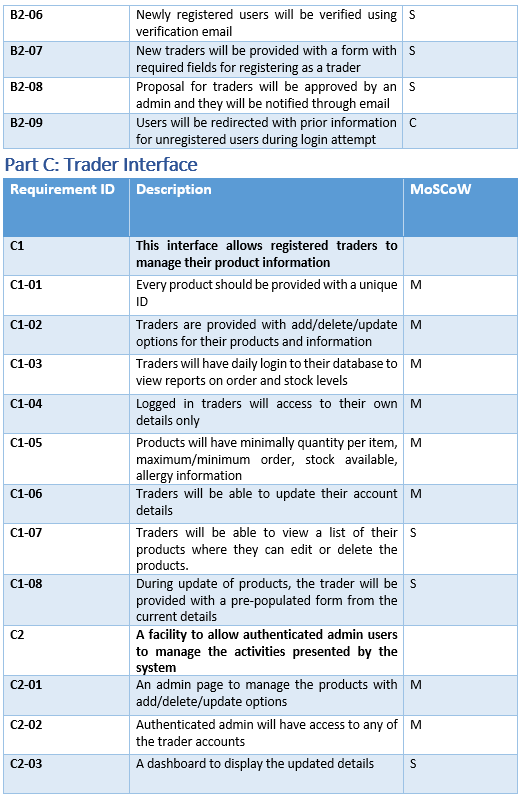 B2-06 Newly registered users will be verified using S
verification email
B2-07 New traders will be provided with a form with S
required fields for registering as a trader
B2-08 Proposal for traders will be approved by an S
admin and they will be notified through email
B2-09 Users will be redirected with prior information C
for unregistered users during login attempt
Part C: Trader Interface
Requirement ID Description MoSCoW
C1 This interface allows registered traders to
manage their product information
C1-01 Every product should be provided with a unique M
ID
C1-02 Traders are provided with add/delete/update M
options for their products and information
C1-03 Traders will have daily login to their database to M
view reports on order and stock levels
C1-04 Logged in traders will access to their own M
details only
C1-05 Products will have minimally quantity per item, M
maximum/minimum order, stock available,
allergy information
C1-06 Traders will be able to update their account M
details
C1-07 Traders will be able to view a list of their S
products where they can edit or delete the
products.
C1-08 During update of products, the trader will be S
provided with a pre-populated form from the
current details
C2 A facility to allow authenticated admin users
to manage the activities presented by the
system
C2-01 An admin page to manage the products with M
add/delete/update options
C2-02 Authenticated admin will have access to any of M
the trader accounts
C2-03 A dashboard to display the updated details S